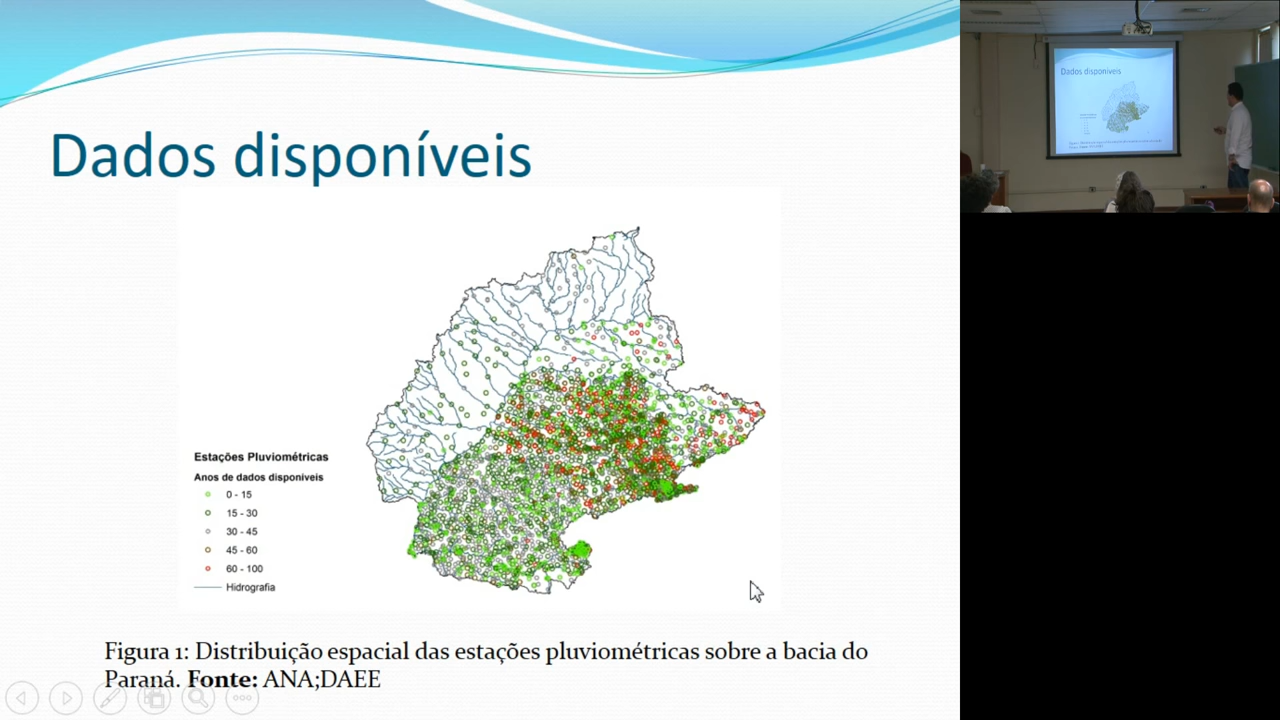 Dados disponíveis
Estações Pluviométricas
Anos de dados disponíveis
0 - 15
15 - 30
30 - 45
45 - 60
60 - 100
Hidrografia
Figura 1: Distribuição espacial das estações pluviométricas sobre a bacia do
Paraná. Fonte: ANA;DAEE
Dados disponíveis